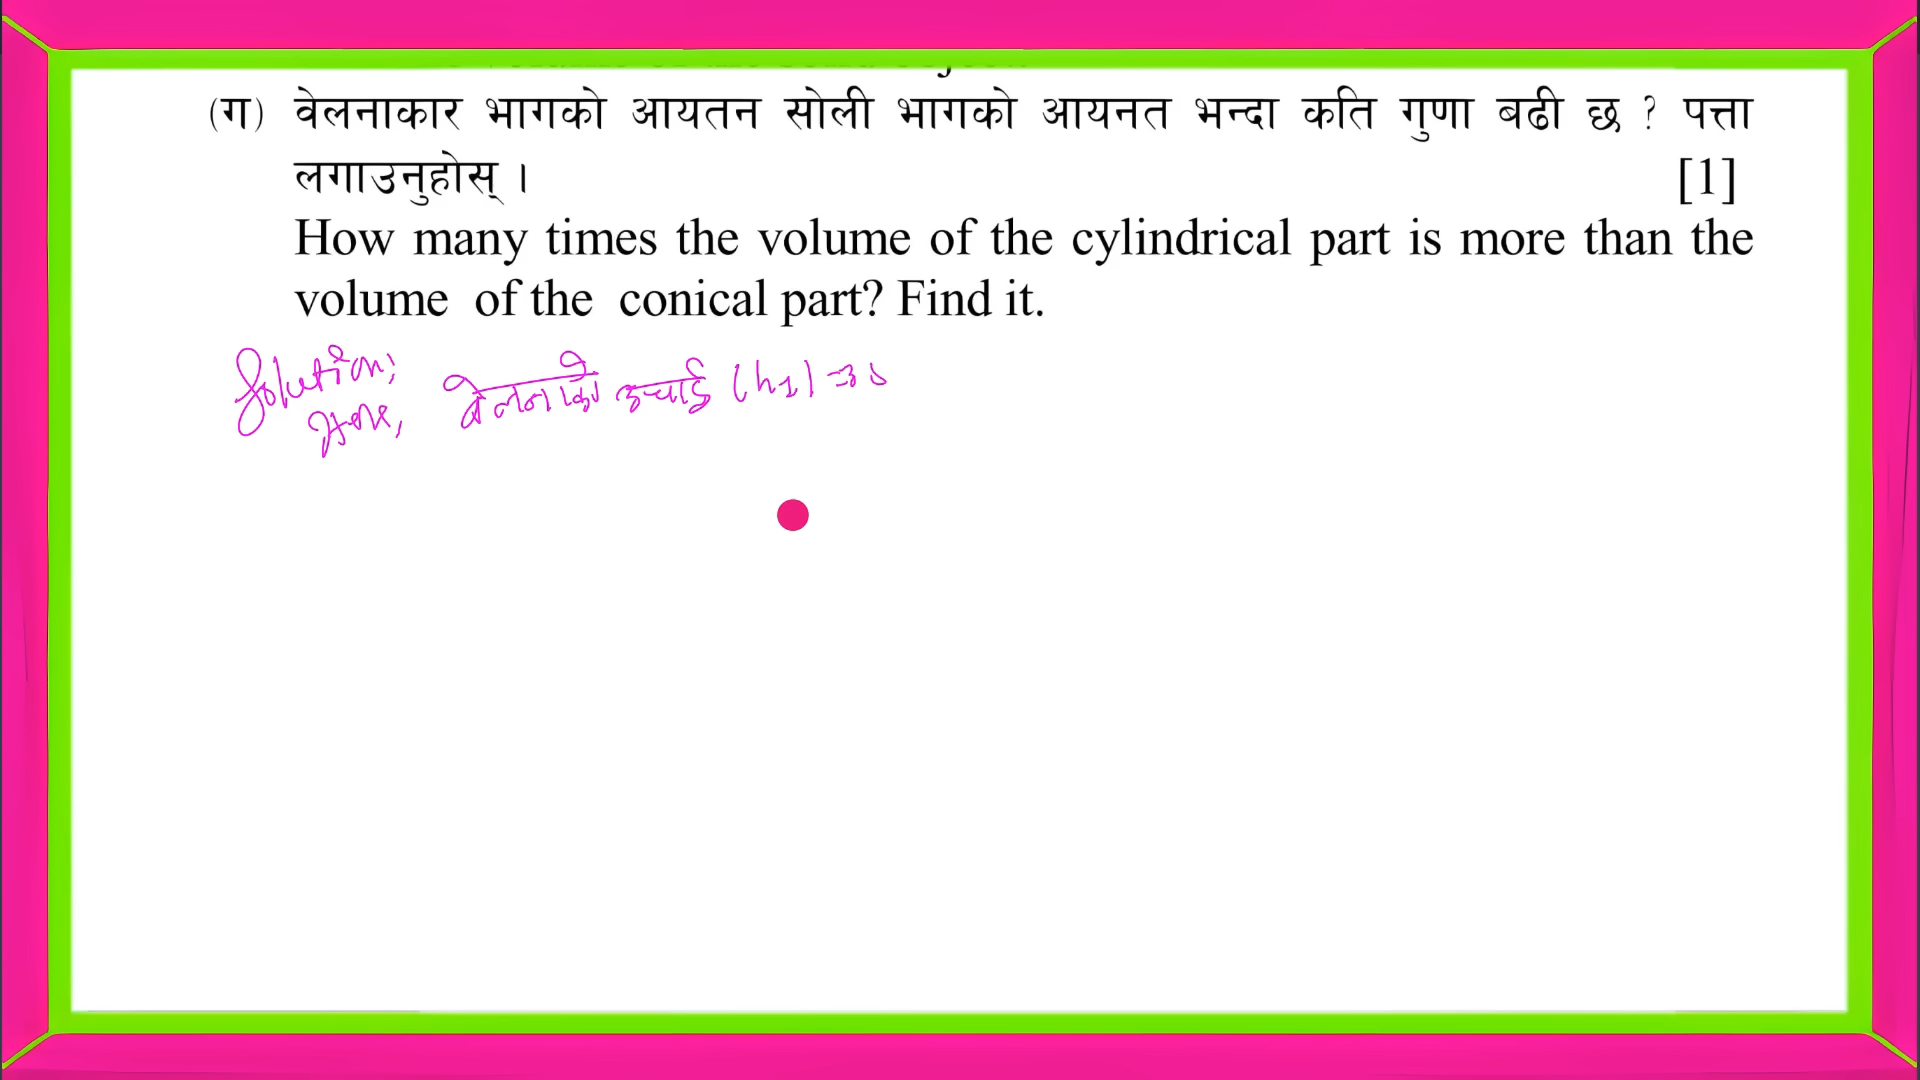 (ग) वेलनाकार भागको आयतन सोली भागको आयनत भन्दा कति गुणा बढी छ ? पत्ता
लगाउनुहोस् । [1]
How many times the volume of the cylindrical part is more than the
volume of the conical part? Find it.
Solution;
वेलनाको उचाई (h1) = 30